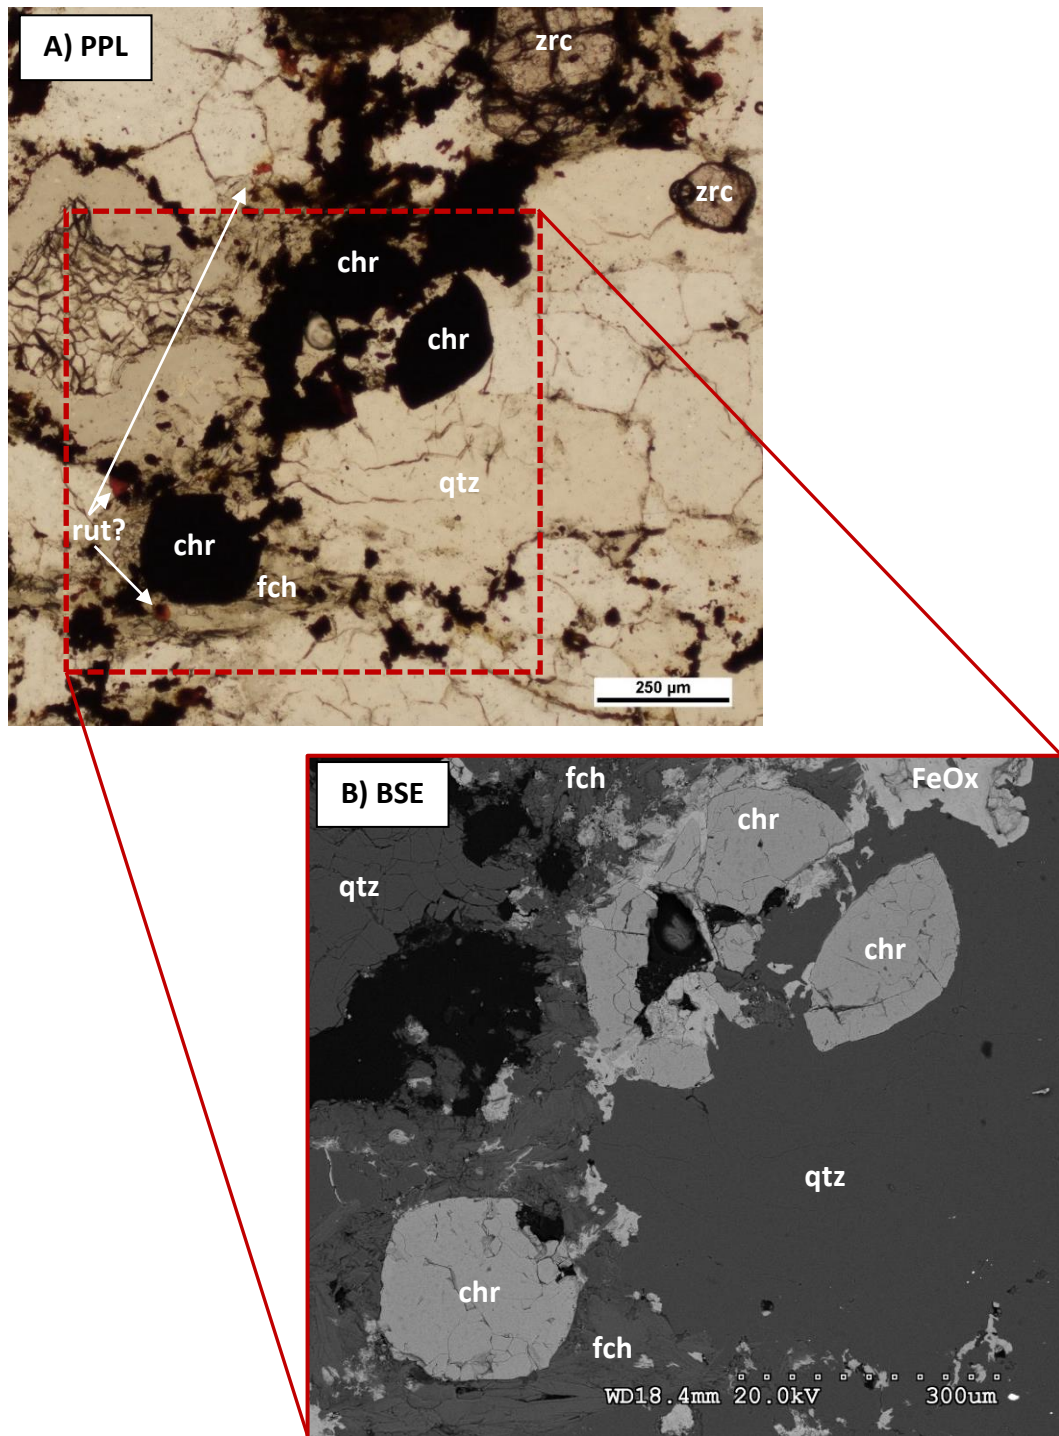 A) PPL
zrc
zrc
chr
chr
qtz
rut?
chr
fch
250 µm
B) BSE
fch
FeOx
chr
qtz
chr
qtz
chr
fch
WD18.4mm 20.0kV 300um